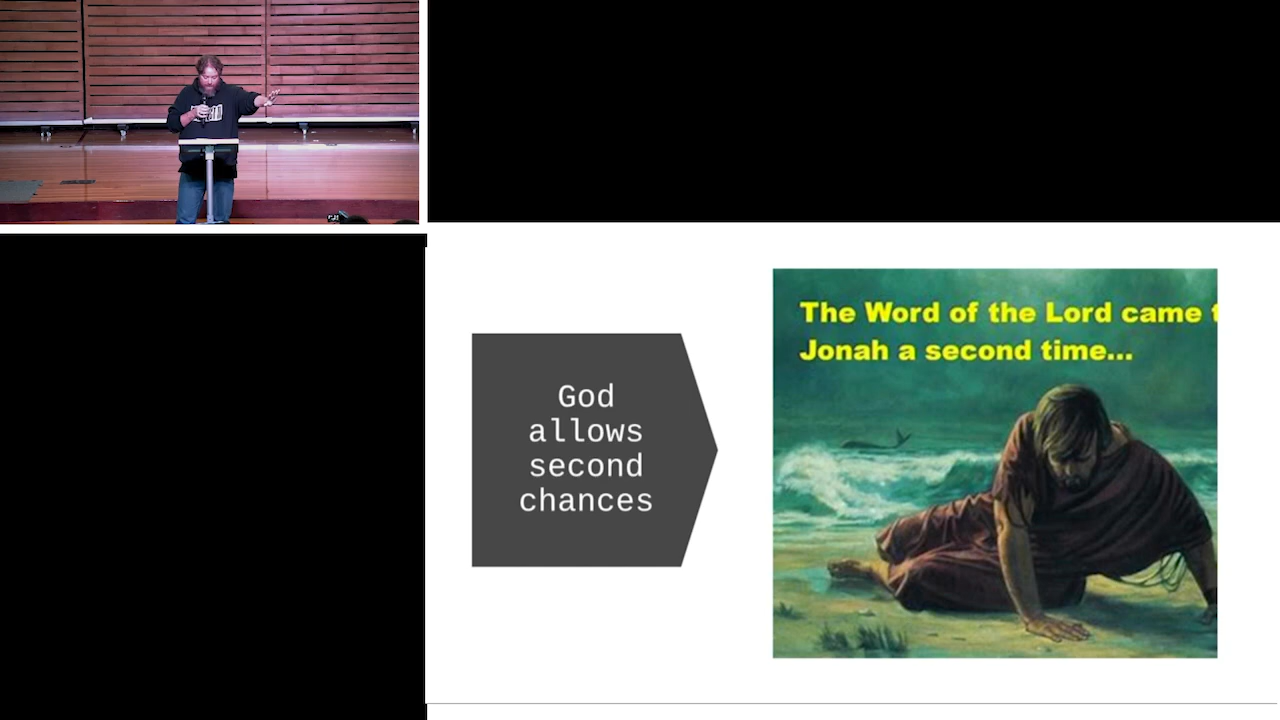 The Word of the Lord came t
Jonah a second time...
God
allows
second
chances